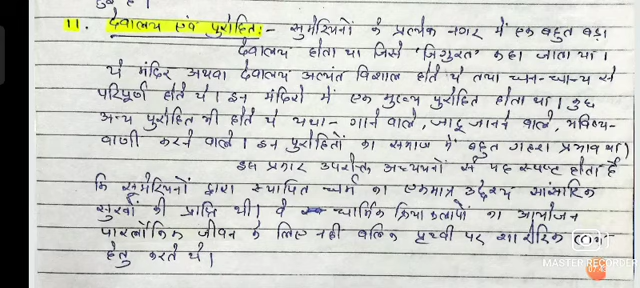 11. देवालय एवं पुरोहित:- सुमेरियनों के प्रत्येक नगर में एक बहुत बड़ा
देवालय होता था जिसे 'जिगुरत' कहा जाता था।
ये मंदिर अथवा देवालय अत्यंत विशाल होते थे तथा धन-धान्य से
परिपूर्ण होते थे। इन मंदिरों में एक मुख्य पुरोहित होता था। कुछ
अन्य पुरोहित भी होते थे यथा - गाने वाले, जादू जानने वाले, भविष्य-
वाणी करने वाले। इन पुरोहितों का समाज में बहुत गहरा प्रभाव था।
इस प्रकार उपरोक्त अध्ययनों से यह स्पष्ट होता है
कि सुमेरियनों द्वारा स्थापित धर्म का एकमात्र उद्देश्य सांसारिक
सुखों की प्राप्ति थी। वे धार्मिक क्रिया कलापों का आयोजन
पारलौकिक जीवन के लिए नहीं बल्कि पृथ्वी पर शारीरिक
हेतु करते थे।
MASTER RECORDER